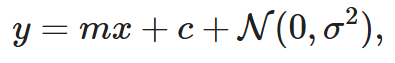 y = mx + c + 𝒩(0, σ²),